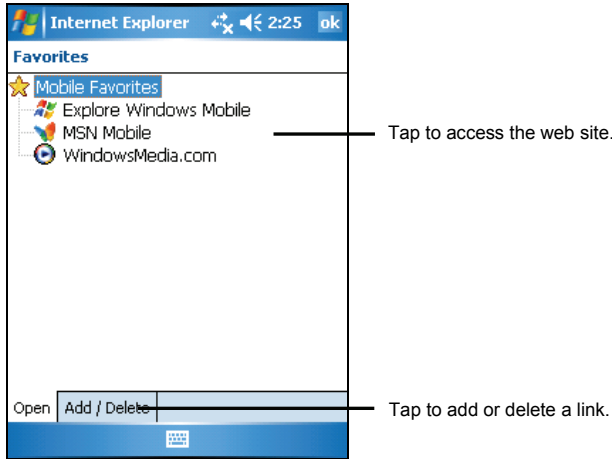 Internet Explorer 2:25 ok
Favorites
Mobile Favorites
Explore Windows Mobile
MSN Mobile
Tap to access the web site.
WindowsMedia.com
Open Add / Delete
Tap to add or delete a link.